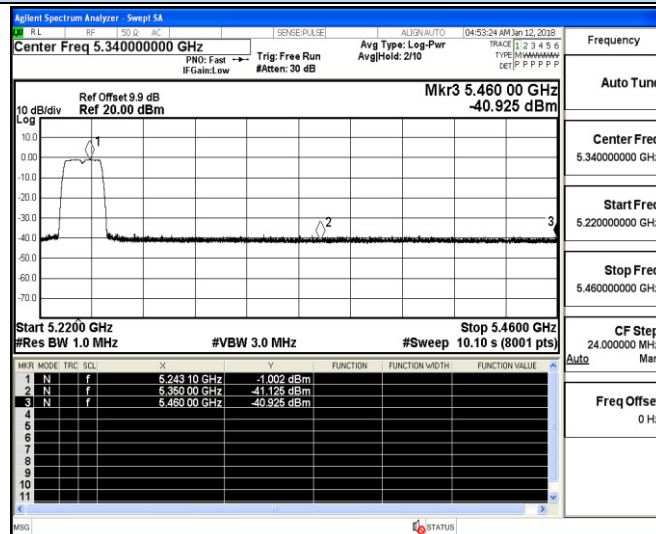 Agilent Spectrum Analyzer - Swept SA
RL RF 50 Ω AC SENSE:PULSE ALIGNAUTO 04:53:24 AM Jan 12, 2018
Center Freq 5.340000000 GHz
PNO: Fast
IFGain:Low
Trig: Free Run
#Atten: 30 dB
Avg Type: Log-Pwr
Avg|Hold: 2/10
TRACE 1 2 3 4 5 6
TYPE MWWWWW
DET P P P P P P
Ref Offset 9.9 dB
10 dB/div Ref 20.00 dBm
Log
Mkr3 5.460 00 GHz
-40.925 dBm
10.0
0.00
-10.0
-20.0
-30.0
-40.0
-50.0
-60.0
-70.0
1
2
3
Start 5.2200 GHz Stop 5.4600 GHz
#Res BW 1.0 MHz #VBW 3.0 MHz #Sweep 10.10 s (8001 pts)
MKR MODE TRC SCL X Y FUNCTION FUNCTION WIDTH FUNCTION VALUE
1 N f 5.243 10 GHz -1.002 dBm
2 N f 5.350 00 GHz -41.125 dBm
3 N f 5.460 00 GHz -40.925 dBm
4
5
6
7
8
9
10
11
MSG STATUS
Frequency
Auto Tune
Center Freq
5.340000000 GHz
Start Freq
5.220000000 GHz
Stop Freq
5.460000000 GHz
CF Step
24.000000 MHz
Auto Man
Freq Offset
0 Hz